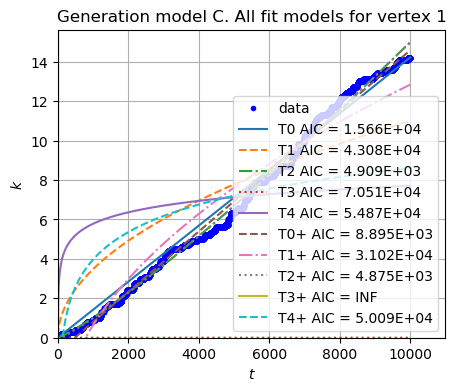 Generation model C. All fit models for vertex 1
k
14
12
10
8
6
4
2
0
data
T0 AIC = 1.566E+04
T1 AIC = 4.308E+04
T2 AIC = 4.909E+03
T3 AIC = 7.051E+04
T4 AIC = 5.487E+04
T0+ AIC = 8.895E+03
T1+ AIC = 3.102E+04
T2+ AIC = 4.875E+03
T3+ AIC = INF
T4+ AIC = 5.009E+04
0 2000 4000 6000 8000 10000
t